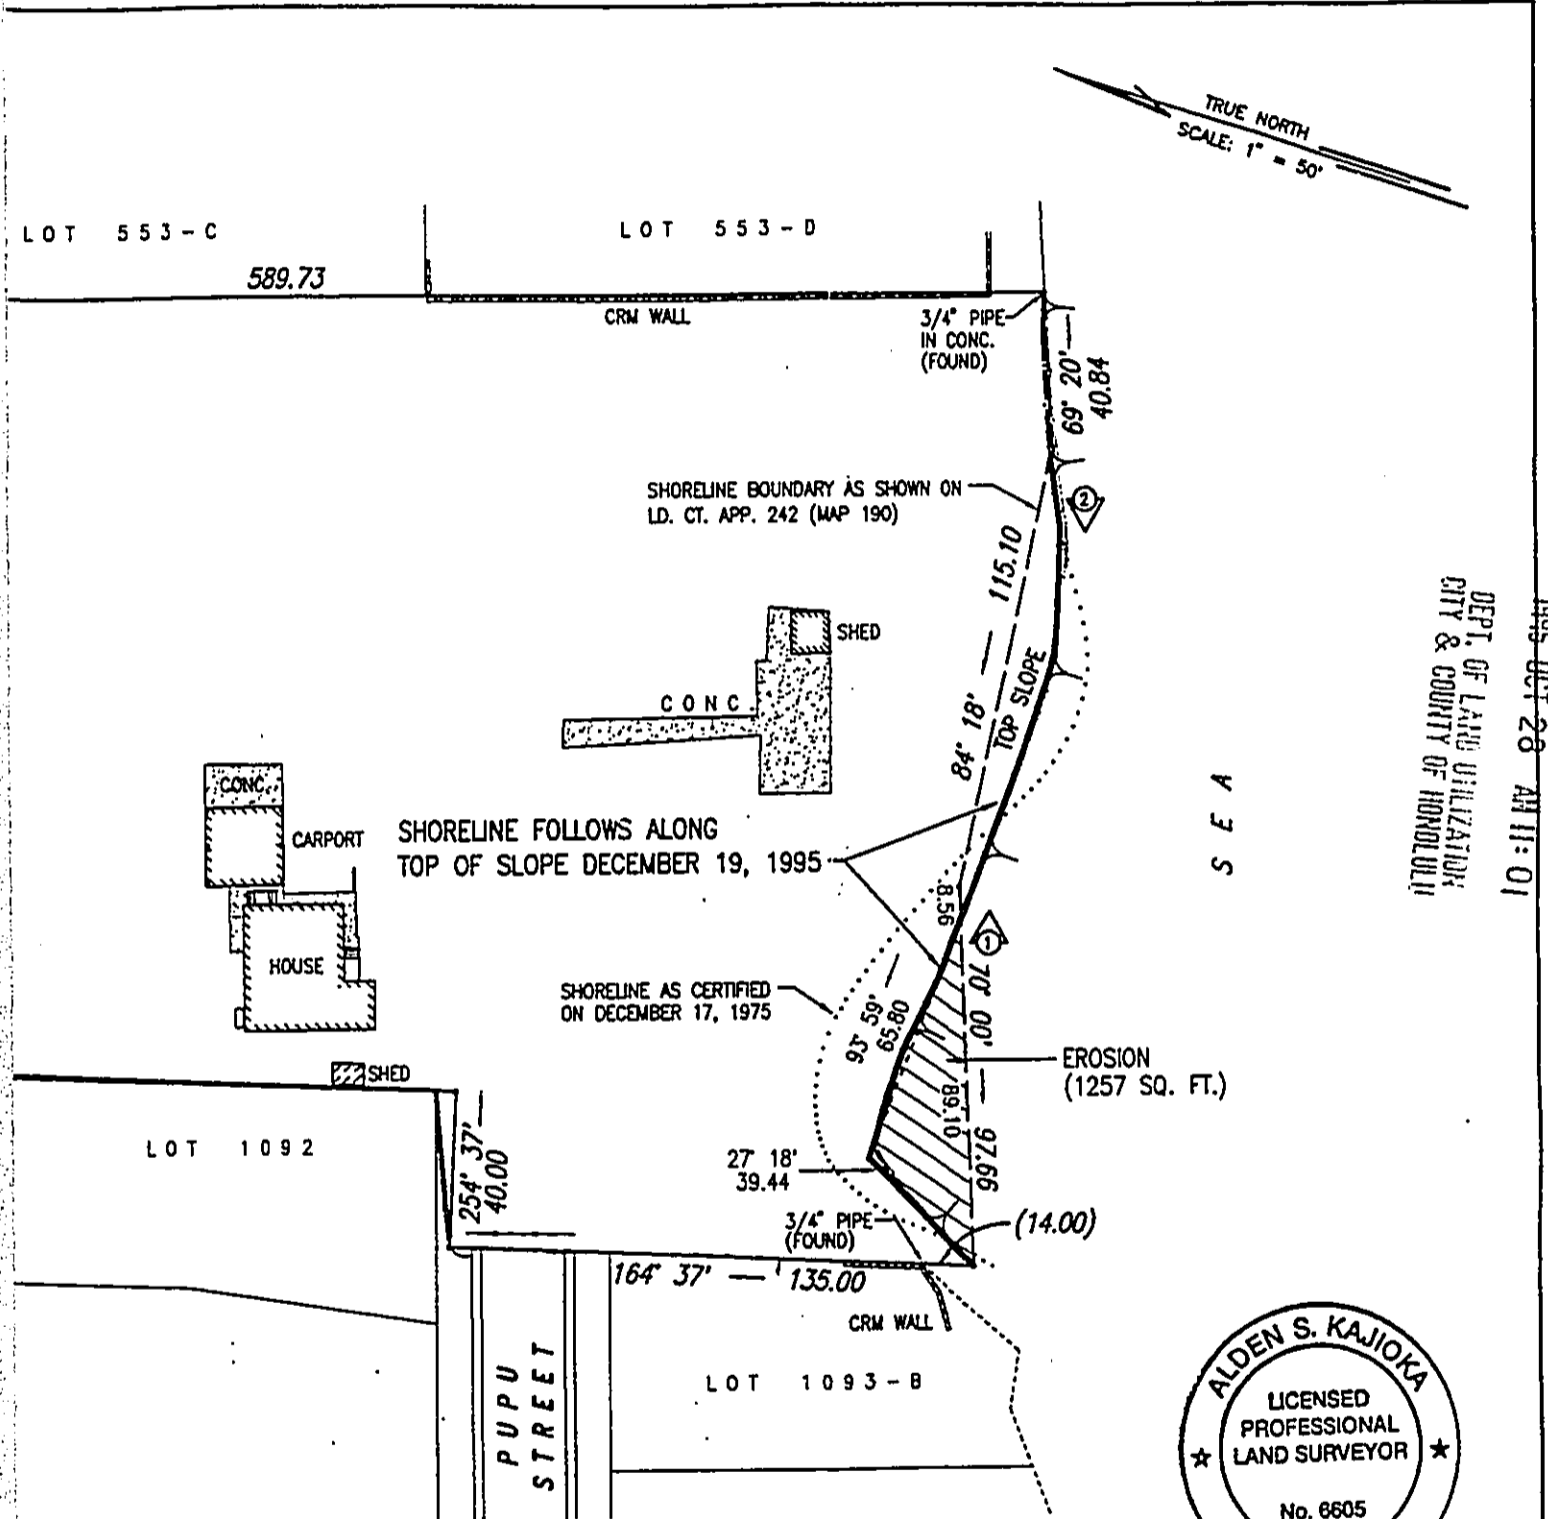 TRUE NORTH
SCALE: 1" = 50'
LOT 553-C
LOT 553-D
589.73
CRM WALL
3/4" PIPE
IN CONC.
(FOUND)
69° 20'
40.84
SHORELINE BOUNDARY AS SHOWN ON
LD. CT. APP. 242 (MAP 190)
2
115.10
84° 18'
TOP SLOPE
SHED
CONC.
CONC.
CARPORT
HOUSE
SHORELINE FOLLOWS ALONG
TOP OF SLOPE DECEMBER 19, 1995
SEA
OCT 28 AM 11:01
DEPT. OF LAND UTILIZATION
CITY & COUNTY OF HONOLULU
8.56
1
SHORELINE AS CERTIFIED
ON DECEMBER 17, 1975
93° 59'
65.80
70° 00'
97.66
89.10
EROSION
(1257 SQ. FT.)
SHED
LOT 1092
254° 37'
40.00
27° 18'
39.44
3/4" PIPE
(FOUND)
(14.00)
164° 37'
135.00
CRM WALL
PUPU
STREET
LOT 1093-B
ALDEN S. KAJIOKA
LICENSED
PROFESSIONAL
LAND SURVEYOR
No. 6605